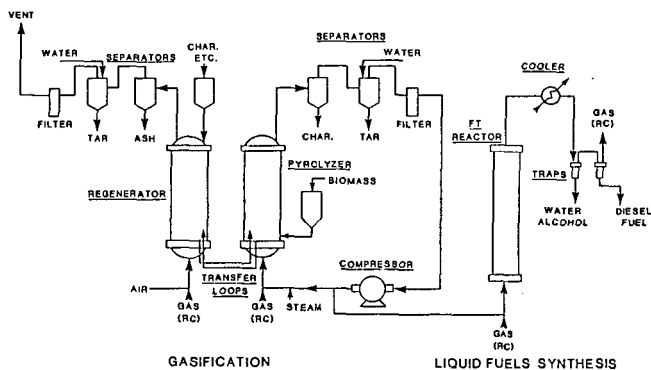 VENT
WATER
SEPARATORS
CHAR.
ETC.
FILTER
TAR
ASH
SEPARATORS
WATER
CHAR.
TAR
FILTER
REGENERATOR
PYROLYZER
BIOMASS
TRANSFER
LOOPS
AIR
GAS
(RC)
GAS
(RC)
STEAM
COMPRESSOR
COOLER
FT
REACTOR
GAS
(RC)
TRAPS
WATER
ALCOHOL
DIESEL
FUEL
GAS
(RC)
GASIFICATION
LIQUID FUELS SYNTHESIS